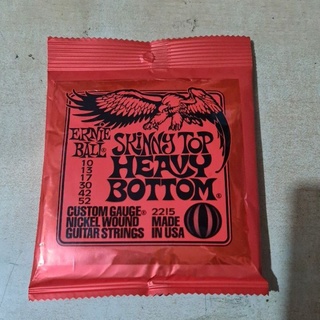 ERNIE BALL
SKINNY TOP
HEAVY
BOTTOM®
10
13
17
30
42
52
CUSTOM GAUGE®
NICKEL WOUND
GUITAR STRINGS
2215
MADE
IN USA